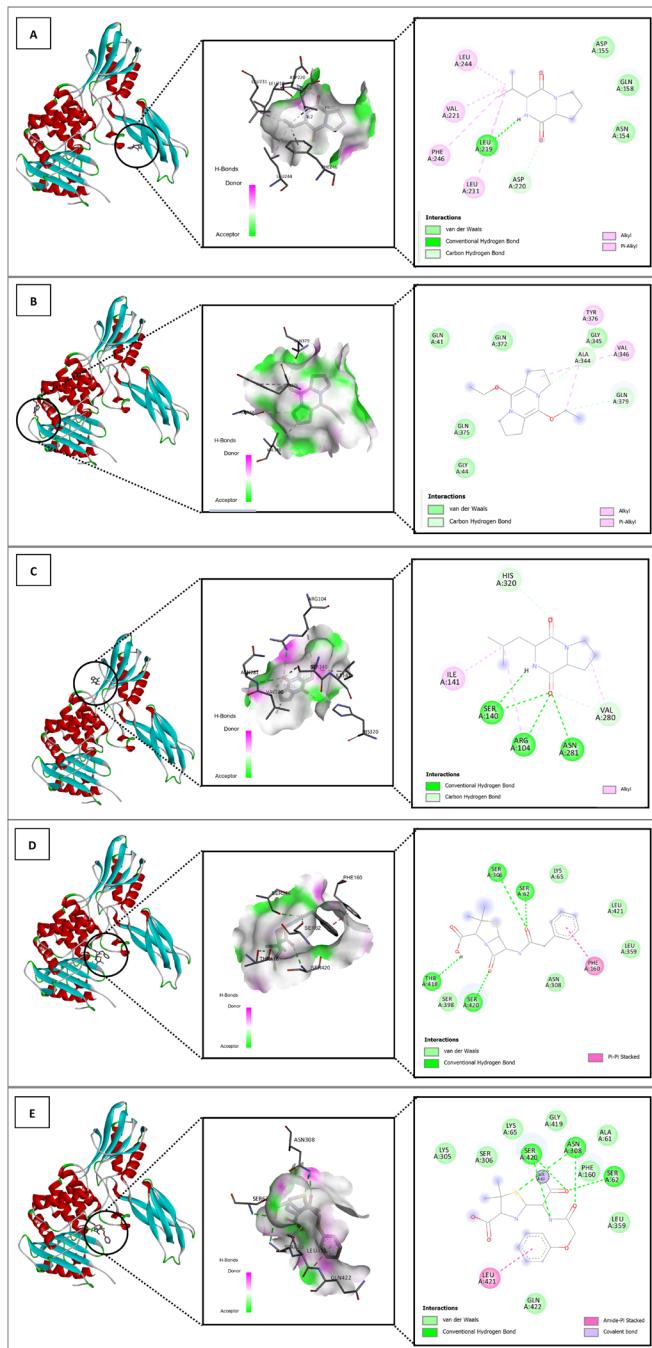 A
H-Bonds
Donor
Acceptor
LEU
A:244
ASP
A:155
GLN
A:158
VAL
A:221
ASN
A:154
PHE
A:246
LEU
A:219
LEU
A:231
ASP
A:220
Interactions
van der Waals
Conventional Hydrogen Bond
Carbon Hydrogen Bond
Alkyl
Pi-Alkyl
B
H-Bonds
Donor
Acceptor
TYR
A:376
GLN
A:41
GLN
A:372
GLY
A:345
VAL
A:346
ALA
A:344
GLN
A:379
GLN
A:375
GLY
A:44
Interactions
van der Waals
Carbon Hydrogen Bond
Alkyl
Pi-Alkyl
C
ARG104
HIS320
H-Bonds
Donor
Acceptor
HIS
A:320
ILE
A:141
SER
A:140
ARG
A:104
ASN
A:281
VAL
A:280
Interactions
Conventional Hydrogen Bond
Carbon Hydrogen Bond
Alkyl
D
PHE160
SER62
SER420
H-Bonds
Donor
Acceptor
SER
A:306
SER
A:62
LYS
A:65
LEU
A:421
LEU
A:359
PHE
A:160
THR
A:418
SER
A:398
SER
A:420
ASN
A:308
Interactions
van der Waals
Conventional Hydrogen Bond
Pi-Pi Stacked
E
ASN308
GLN422
H-Bonds
Donor
Acceptor
LYS
A:65
GLY
A:419
ALA
A:61
LYS
A:305
SER
A:306
SER
A:420
ASN
A:308
PHE
A:160
SER
A:62
LEU
A:359
LEU
A:421
GLN
A:422
Interactions
van der Waals
Conventional Hydrogen Bond
Amide-Pi Stacked
Covalent bond